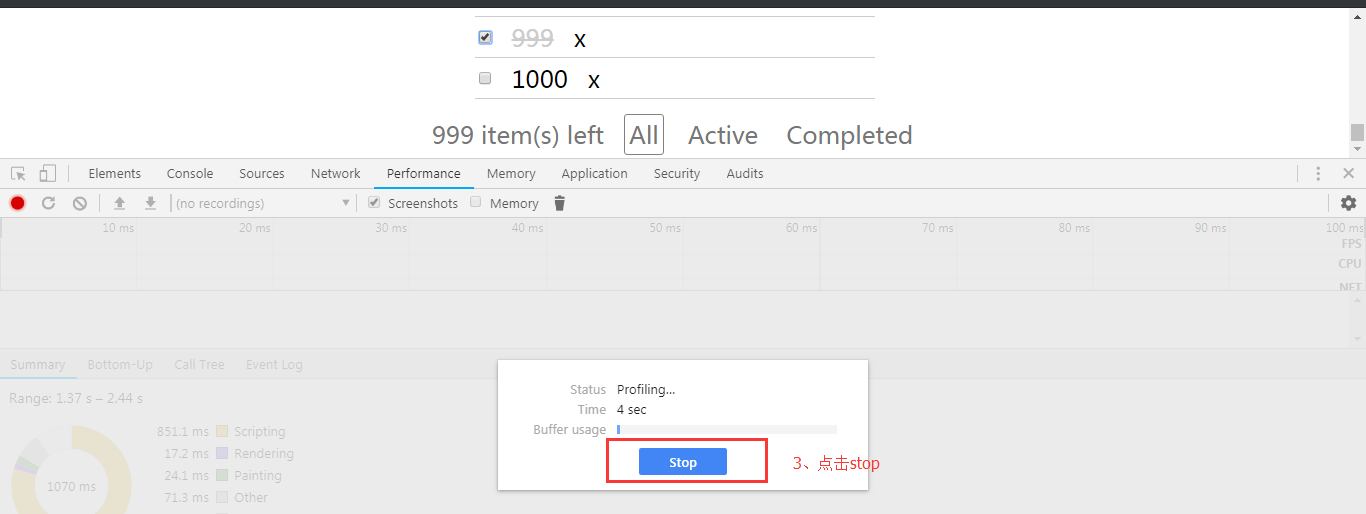 999 x
1000 x
999 item(s) left All Active Completed
Elements Console Sources Network Performance Memory Application Security Audits
(no recordings) Screenshots Memory
10 ms 20 ms 30 ms 40 ms 50 ms 60 ms 70 ms 80 ms 90 ms 100 ms
FPS
CPU
NET
Summary Bottom-Up Call Tree Event Log
Range: 1.37 s – 2.44 s
851.1 ms Scripting
17.2 ms Rendering
24.1 ms Painting
71.3 ms Other
1070 ms
Status Profiling...
Time 4 sec
Buffer usage
Stop
3、点击stop